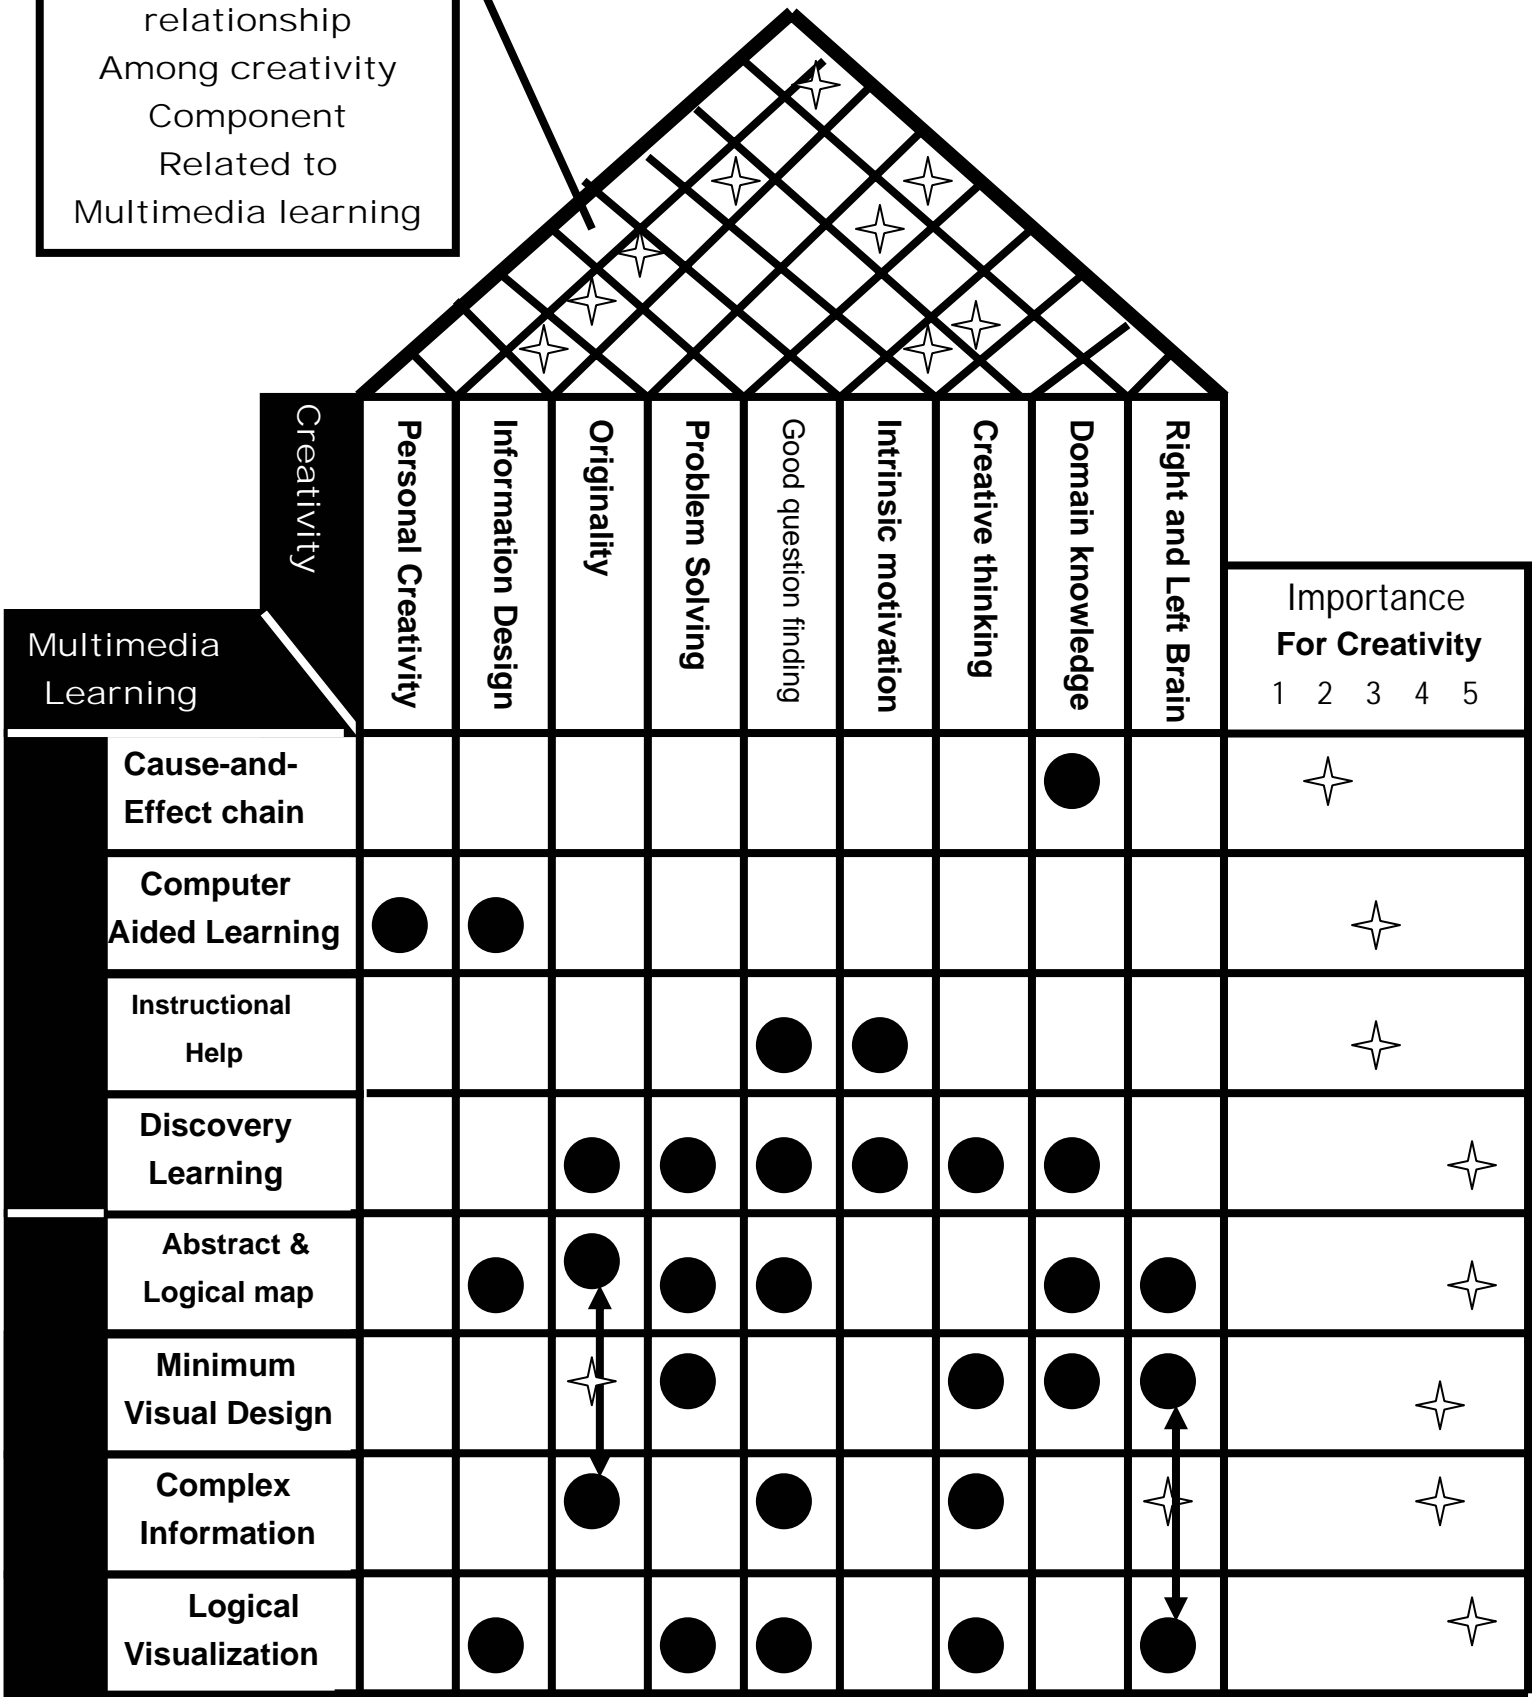 relationship
Among creativity
Component
Related to
Multimedia learning
Creativity
Personal Creativity
Information Design
Originality
Problem Solving
Good question finding
Intrinsic motivation
Creative thinking
Domain knowledge
Right and Left Brain
Importance
For Creativity
1 2 3 4 5
Multimedia
Learning
Cause-and-
Effect chain
Computer
Aided Learning
Instructional
Help
Discovery
Learning
Abstract &
Logical map
Minimum
Visual Design
Complex
Information
Logical
Visualization